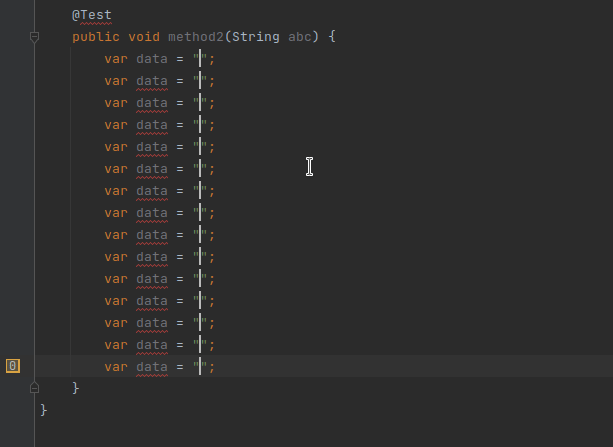 @Test
public void method2(String abc) {
var data = "";
var data = "";
var data = "";
var data = "";
var data = "";
var data = "";
var data = "";
var data = "";
var data = "";
var data = "";
var data = "";
var data = "";
var data = "";
var data = "";
0 var data = "";
}
}